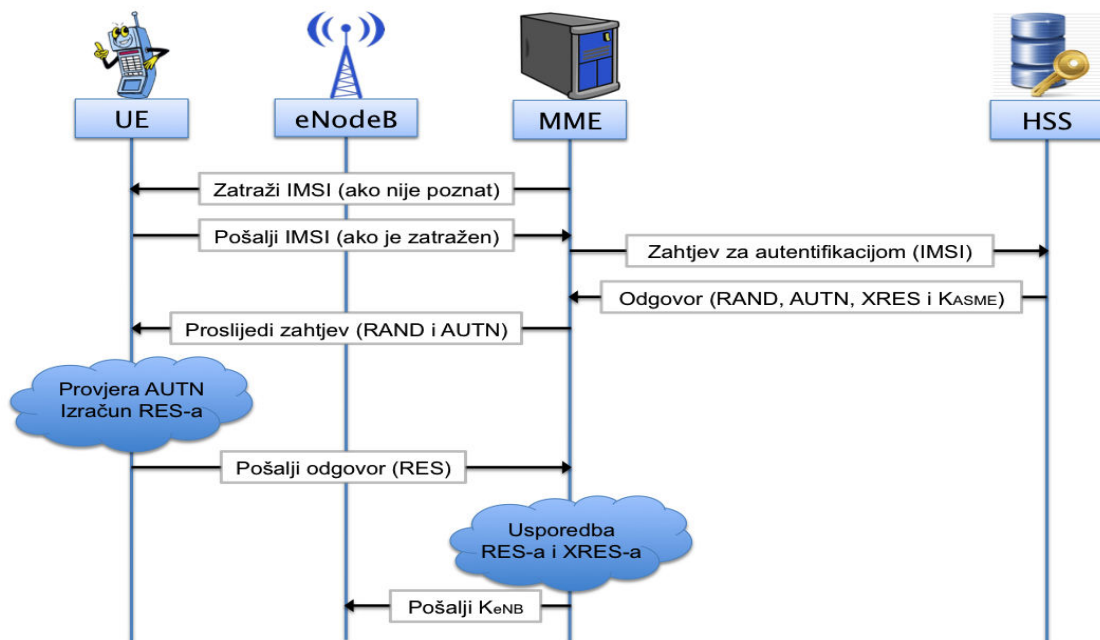 UE
eNodeB
MME
HSS
Zatraži IMSI (ako nije poznat)
Pošalji IMSI (ako je zatražen)
Zahtjev za autentifikacijom (IMSI)
Odgovor (RAND, AUTN, XRES i KASME)
Proslijedi zahtjev (RAND i AUTN)
Provjera AUTN
Izračun RES-a
Pošalji odgovor (RES)
Usporedba
RES-a i XRES-a
Pošalji KeNB